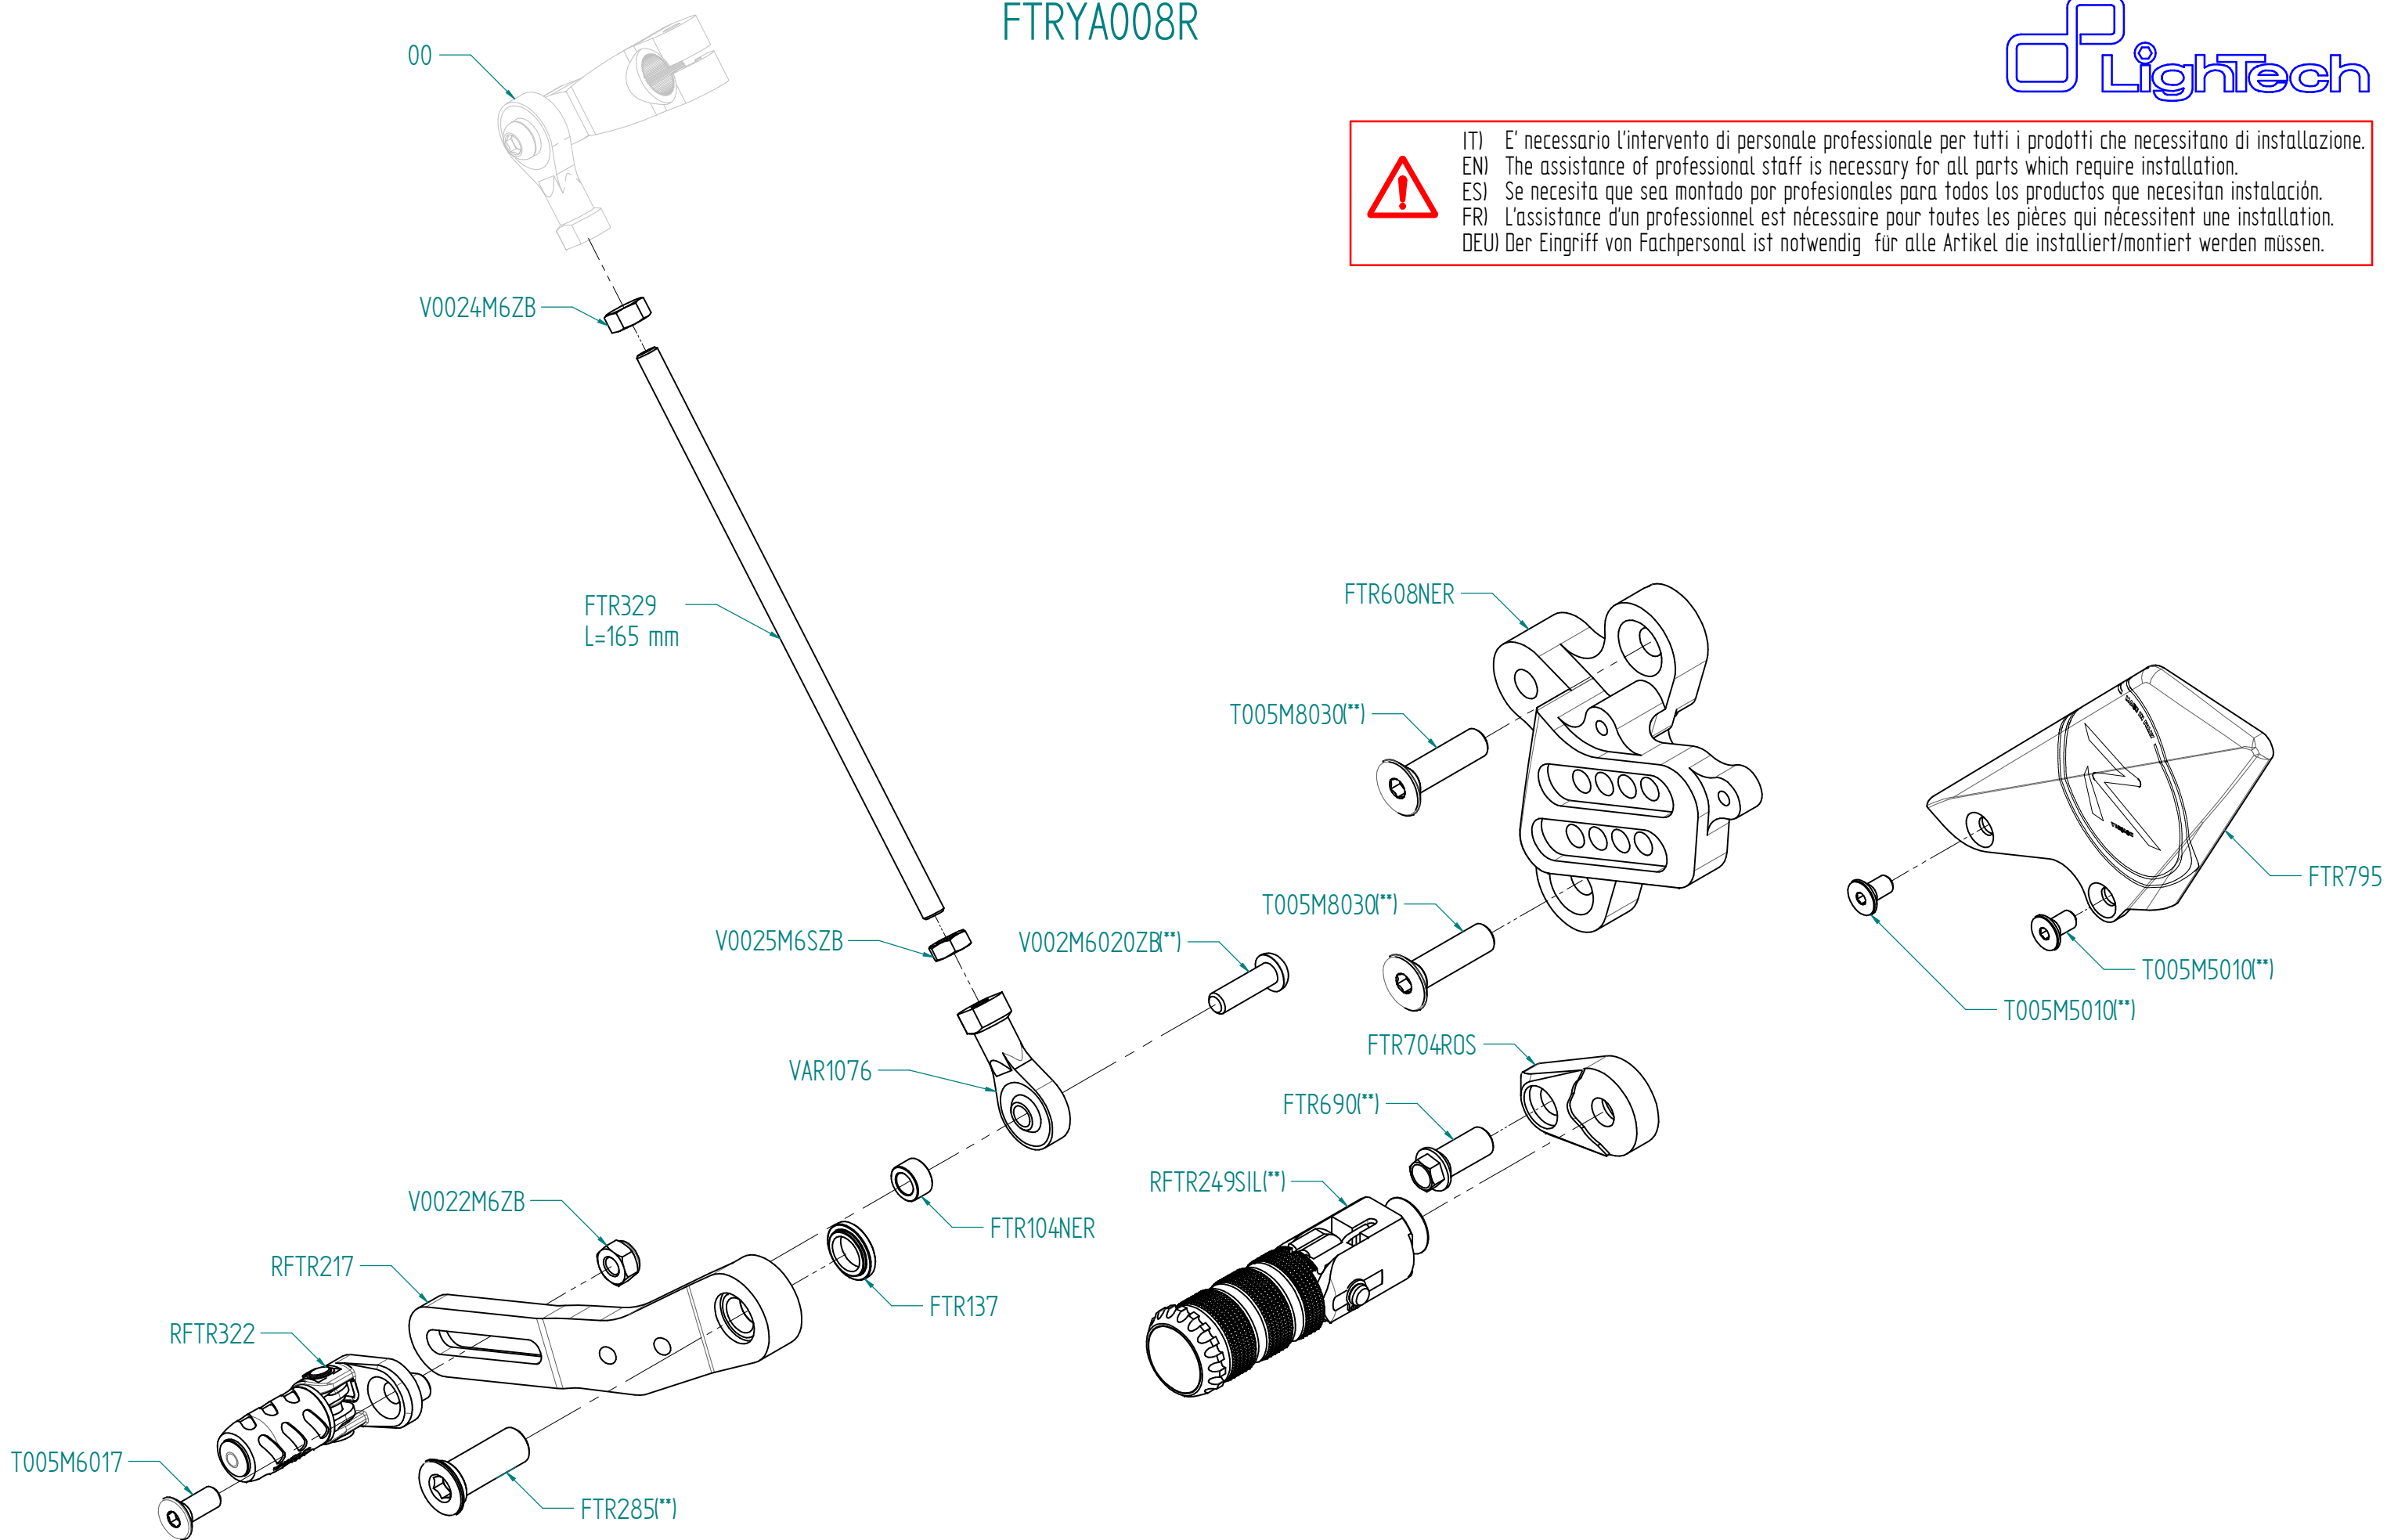 FTRYA008R
LighTech
IT) E' necessario l'intervento di personale professionale per tutti i prodotti che necessitano di installazione.
EN) The assistance of professional staff is necessary for all parts which require installation.
ES) Se necesita que sea montado por profesionales para todos los productos que necesitan instalación.
FR) L'assistance d'un professionnel est nécessaire pour toutes les pièces qui nécessitent une installation.
DEU) Der Eingriff von Fachpersonal ist notwendig für alle Artikel die installiert/montiert werden müssen.
00
V0024M6ZB
FTR329
L=165 mm
FTR608NER
T005M8030(**)
FTR795
T005M8030(**)
V0025M6SZB
V002M6020ZB(**)
T005M5010(**)
T005M5010(**)
FTR704ROS
VAR1076
FTR690(**)
RFTR249SIL(**)
V0022M6ZB
FTR104NER
RFTR217
FTR137
RFTR322
T005M6017
FTR285(**)